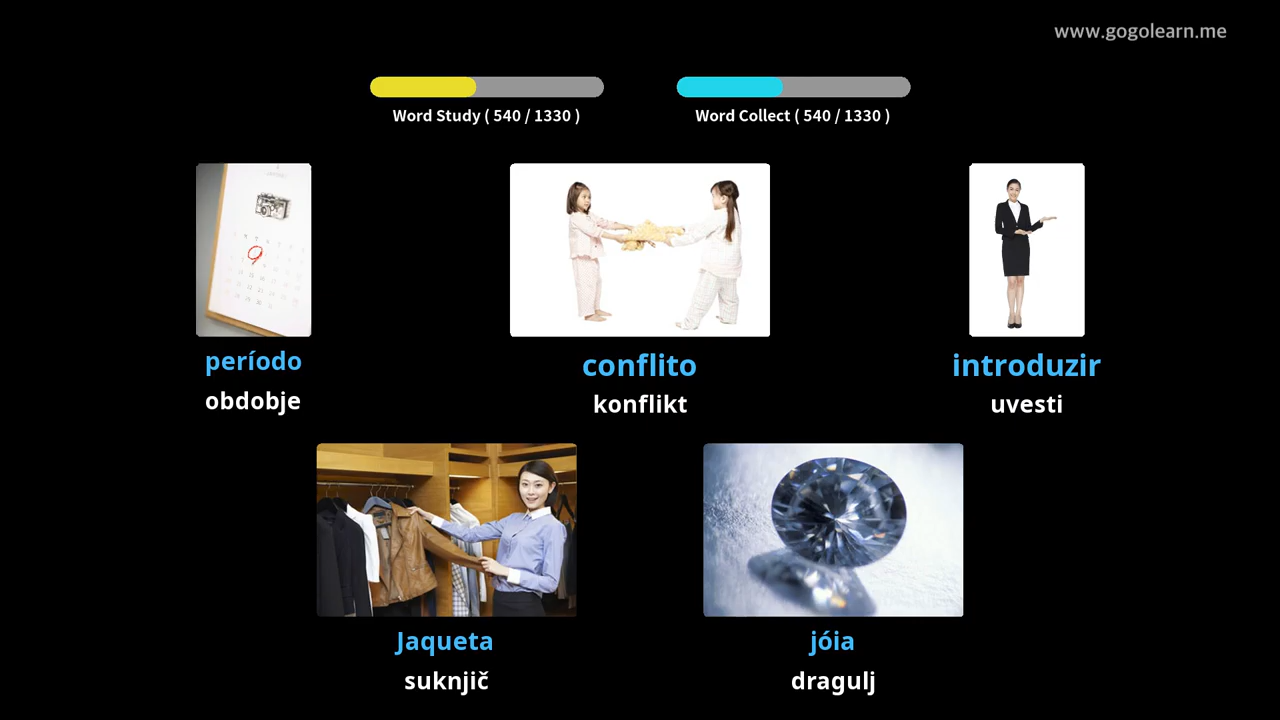 www.gogolearn.me
Word Study ( 540 / 1330 )
Word Collect ( 540 / 1330 )
período
obdobje
conflito
konflikt
introduzir
uvesti
Jaqueta
suknjič
jóia
dragulj